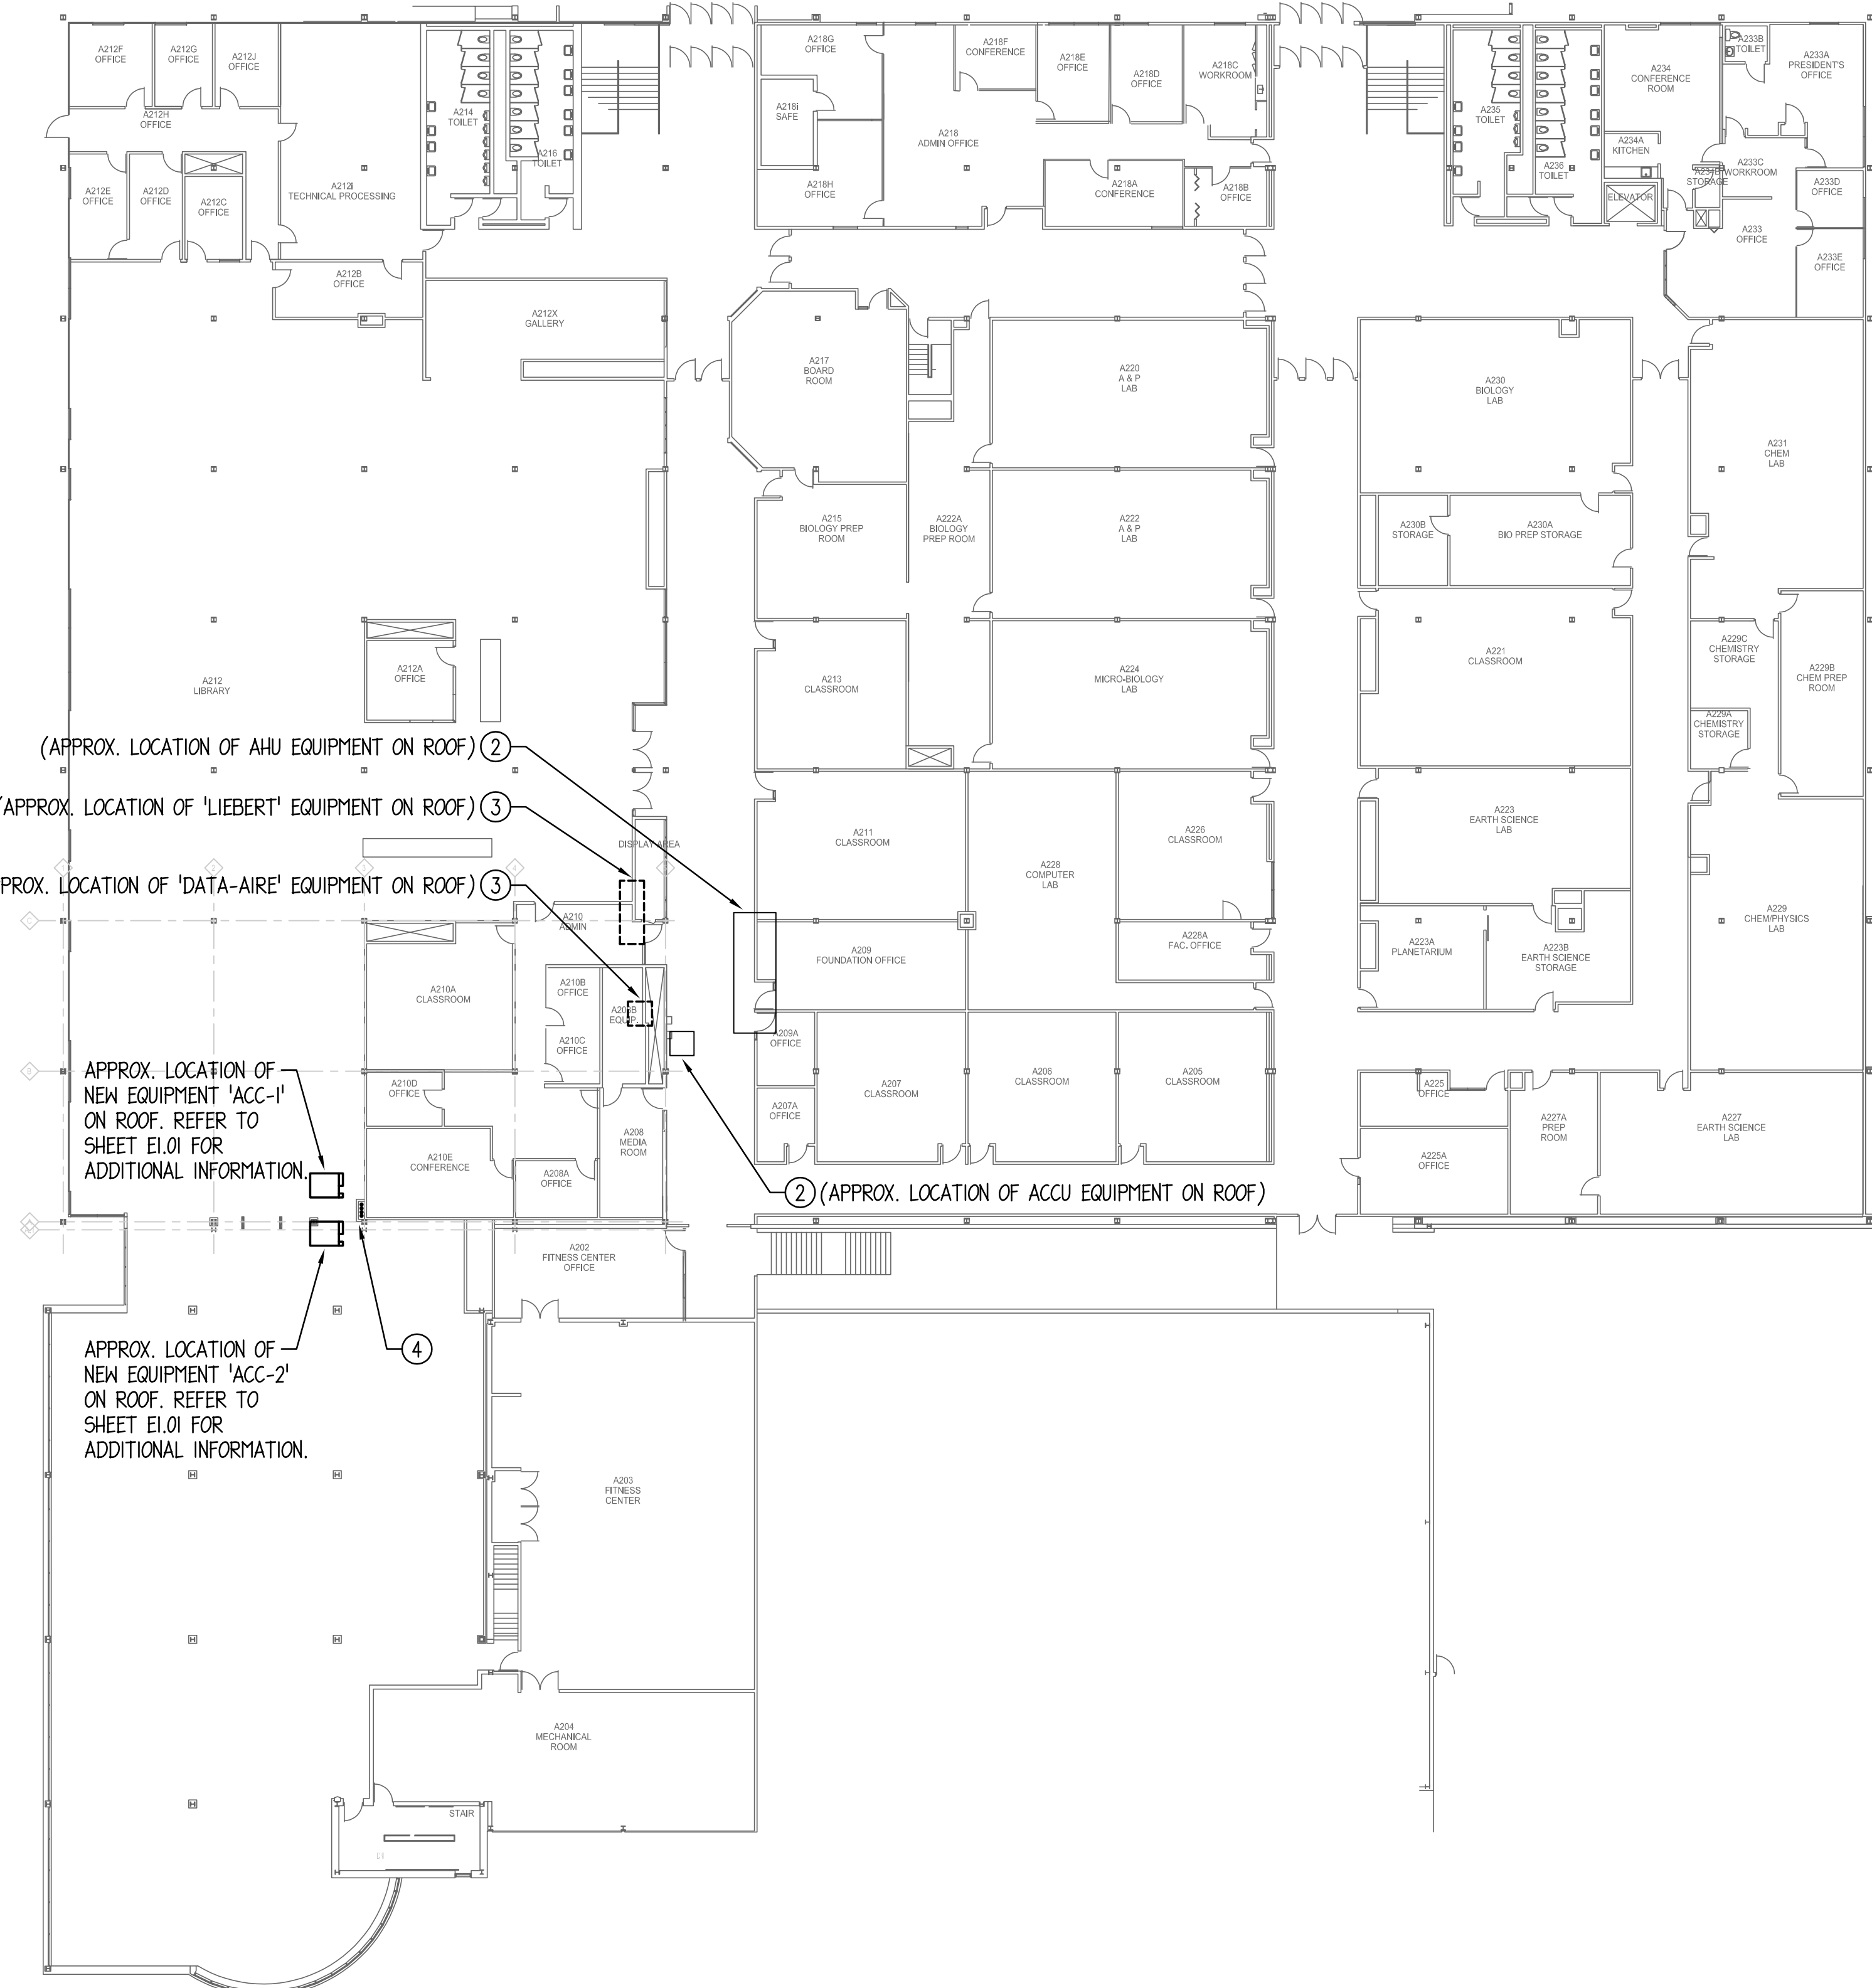 A212F
OFFICE
A212G
OFFICE
A212J
OFFICE
A212H
OFFICE
A212E
OFFICE
A212D
OFFICE
A212C
OFFICE
A212i
TECHNICAL PROCESSING
A212B
OFFICE
A214
TOILET
A216
TOILET
A218G
OFFICE
A218F
CONFERENCE
A218E
OFFICE
A218D
OFFICE
A218C
WORKROOM
A218i
SAFE
A218
ADMIN OFFICE
A218H
OFFICE
A218A
CONFERENCE
A218B
OFFICE
A235
TOILET
A236
TOILET
A234
CONFERENCE
ROOM
A234A
KITCHEN
ELEVATOR
A233B
TOILET
A233A
PRESIDENT'S
OFFICE
A233C
WORKROOM
A234B
STORAGE
A233D
OFFICE
A233
OFFICE
A233E
OFFICE
A212X
GALLERY
A217
BOARD
ROOM
A220
A & P
LAB
A230
BIOLOGY
LAB
A231
CHEM
LAB
A215
BIOLOGY PREP
ROOM
A222A
BIOLOGY
PREP ROOM
A222
A & P
LAB
A230B
STORAGE
A230A
BIO PREP STORAGE
A212
LIBRARY
A212A
OFFICE
A213
CLASSROOM
A224
MICRO-BIOLOGY
LAB
A221
CLASSROOM
A229C
CHEMISTRY
STORAGE
A229B
CHEM PREP
ROOM
A229A
CHEMISTRY
STORAGE
(APPROX. LOCATION OF AHU EQUIPMENT ON ROOF) 2
(APPROX. LOCATION OF 'LIEBERT' EQUIPMENT ON ROOF) 3
PROX. LOCATION OF 'DATA-AIRE' EQUIPMENT ON ROOF) 3
DISPLAY AREA
A211
CLASSROOM
A228
COMPUTER
LAB
A226
CLASSROOM
A223
EARTH SCIENCE
LAB
A229
CHEM/PHYSICS
LAB
A210
ADMIN
A209
FOUNDATION OFFICE
A228A
FAC. OFFICE
A223A
PLANETARIUM
A223B
EARTH SCIENCE
STORAGE
C
A210A
CLASSROOM
A210B
OFFICE
A210C
OFFICE
A208B
EQUIP.
A209A
OFFICE
B
APPROX. LOCATION OF
NEW EQUIPMENT 'ACC-1'
ON ROOF. REFER TO
SHEET E1.01 FOR
ADDITIONAL INFORMATION.
A210D
OFFICE
A210E
CONFERENCE
A208A
OFFICE
A208
MEDIA
ROOM
A207A
OFFICE
A207
CLASSROOM
A206
CLASSROOM
A205
CLASSROOM
A225
OFFICE
A225A
OFFICE
A227A
PREP
ROOM
A227
EARTH SCIENCE
LAB
2 (APPROX. LOCATION OF ACCU EQUIPMENT ON ROOF)
A202
FITNESS CENTER
OFFICE
4
APPROX. LOCATION OF
NEW EQUIPMENT 'ACC-2'
ON ROOF. REFER TO
SHEET E1.01 FOR
ADDITIONAL INFORMATION.
A203
FITNESS
CENTER
A204
MECHANICAL
ROOM
STAIR